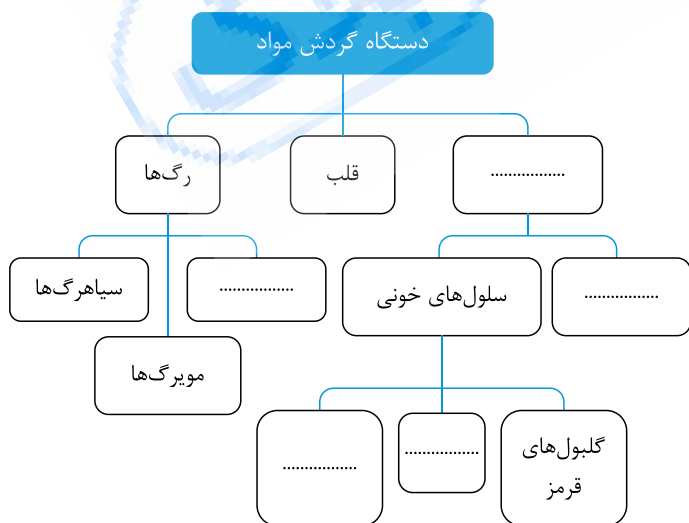 دستگاه گردش مواد
.................
قلب
رگ‌ها
.................
سلول‌های خونی
.................
سیاهرگ‌ها
مویرگ‌ها
گلبول‌های
قرمز
.................
.................